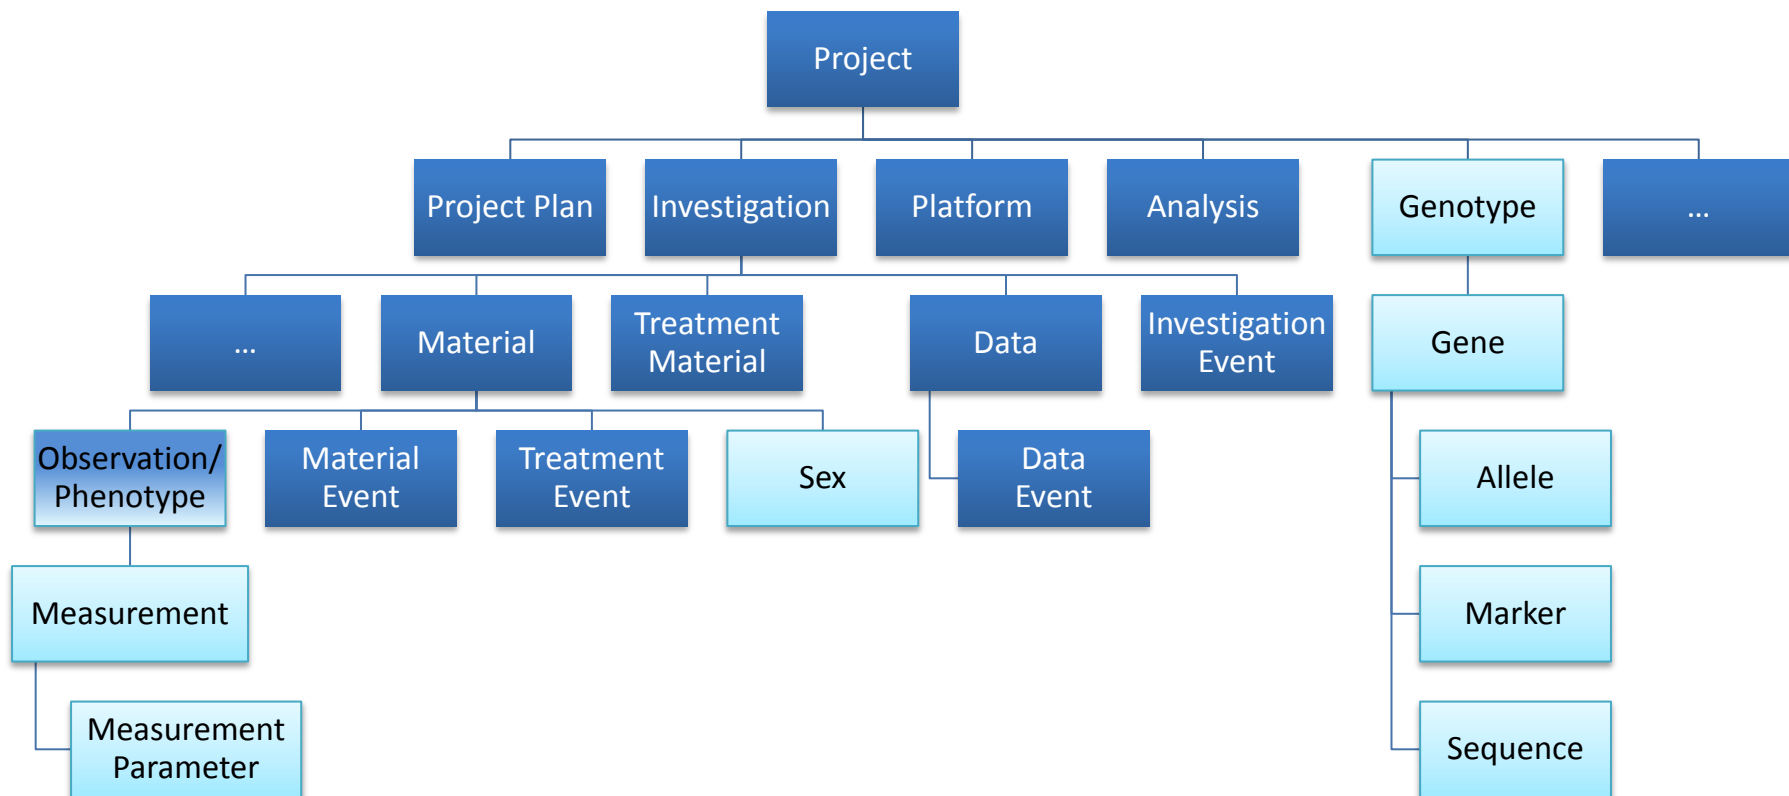 Project
Project Plan
Investigation
Platform
Analysis
Genotype
...
...
Material
Treatment
Material
Data
Investigation
Event
Gene
Observation/
Phenotype
Material
Event
Treatment
Event
Sex
Data
Event
Allele
Measurement
Marker
Measurement
Parameter
Sequence